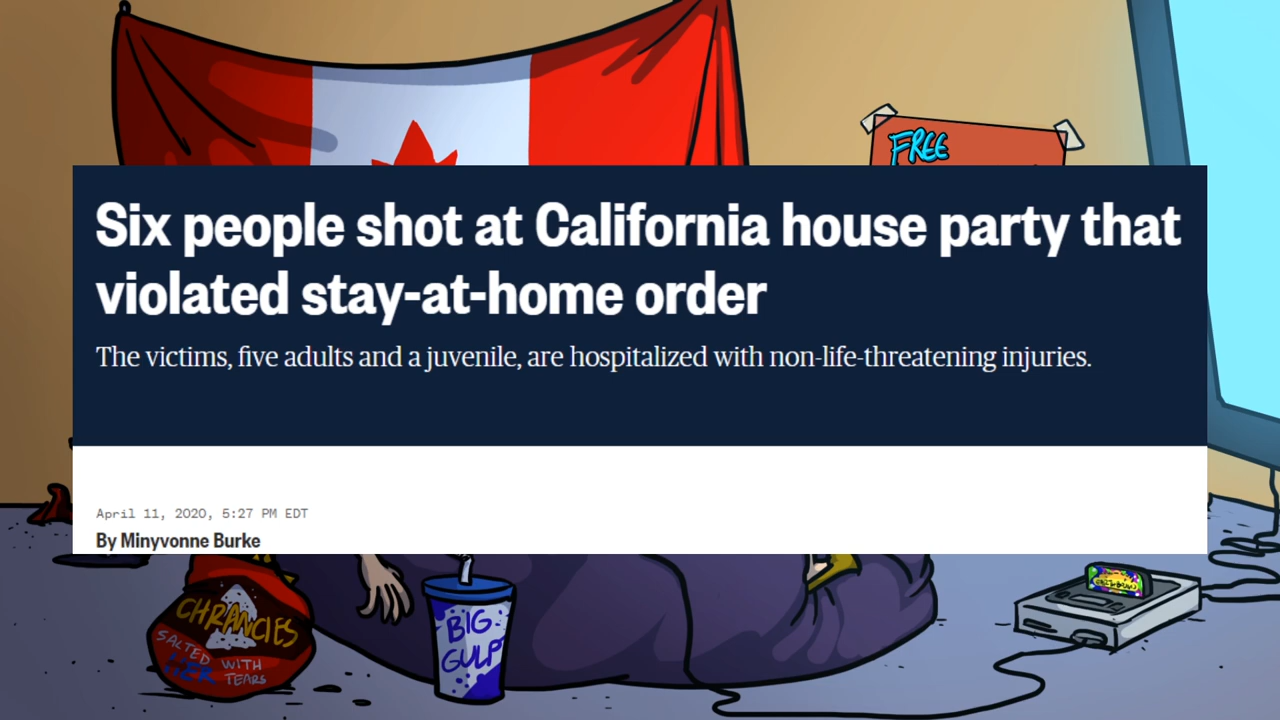 FREE
Six people shot at California house party that
violated stay-at-home order
The victims, five adults and a juvenile, are hospitalized with non-life-threatening injuries.
April 11, 2020, 5:27 PM EDT
By Minyvonne Burke
CHRANCIES
SALTED WITH
HER TEARS
BIG
GULP